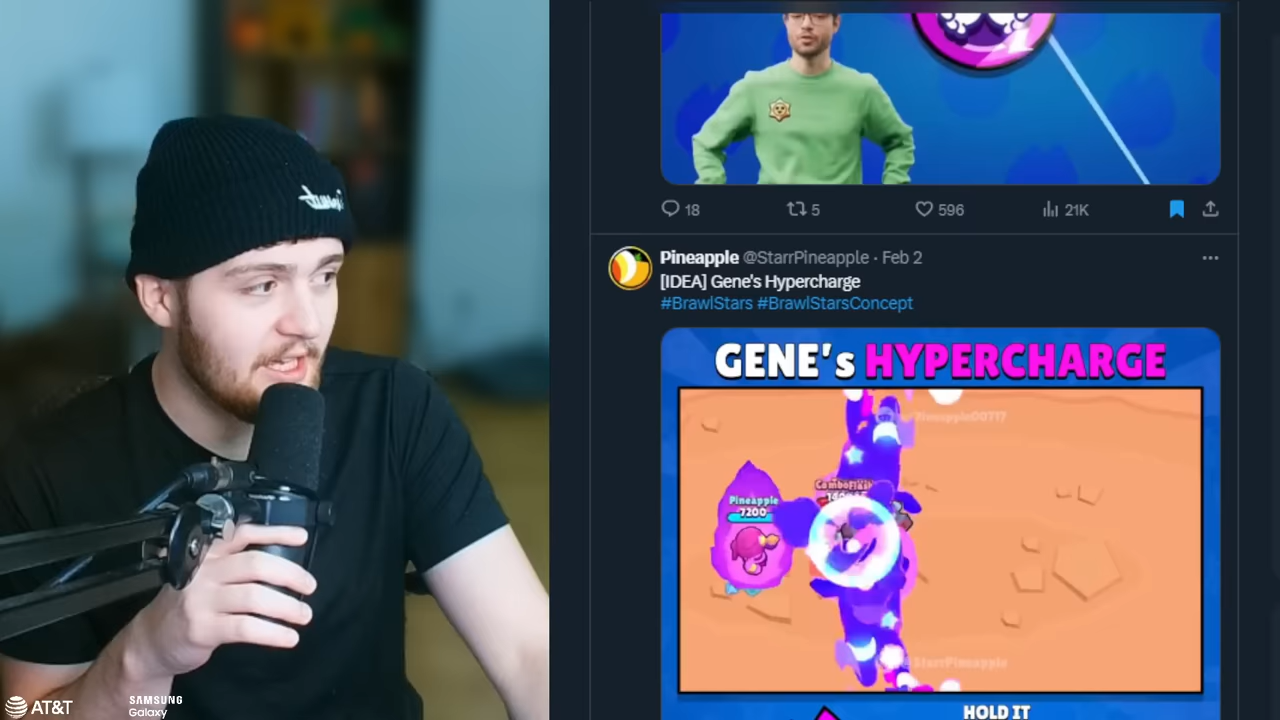 18
5
596
21K
Pineapple @StarrPineapple · Feb 2
[IDEA] Gene's Hypercharge
#BrawlStars #BrawlStarsConcept
GENE's HYPERCHARGE
Pineapple
7200
@StarrPineapple
HOLD IT
AT&T
SAMSUNG
Galaxy